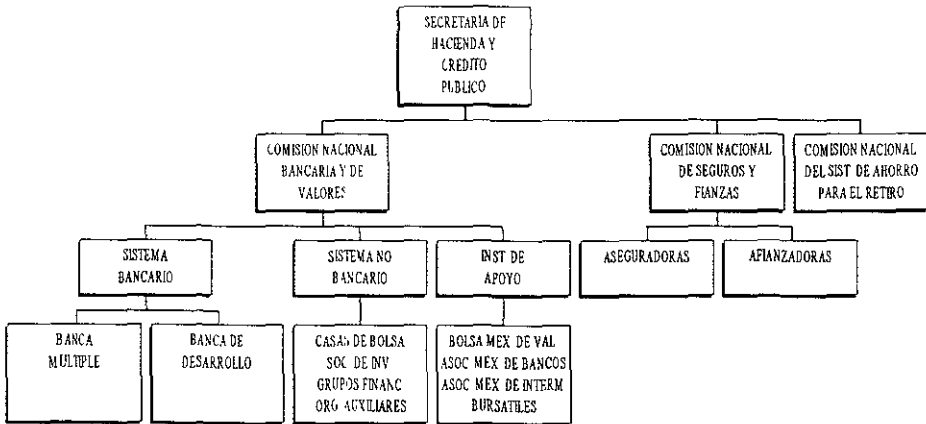 SECRETARIA DE
HACIENDA Y
CREDITO
PUBLICO
COMISION NACIONAL
BANCARIA Y DE
VALORES
COMISION NACIONAL
DE SEGUROS Y
FIANZAS
COMISION NACIONAL
DEL SIST DE AHORRO
PARA EL RETIRO
SISTEMA
BANCARIO
SISTEMA NO
BANCARIO
INST DE
APOYO
ASEGURADORAS
AFIANZADORAS
BANCA
MULTIPLE
BANCA DE
DESARROLLO
CASAS DE BOLSA
SOC DE INV
GRUPOS FINANC
ORG AUXILIARES
BOLSA MEX DE VAL
ASOC MEX DE BANCOS
ASOC MEX DE INTERM
BURSATILES